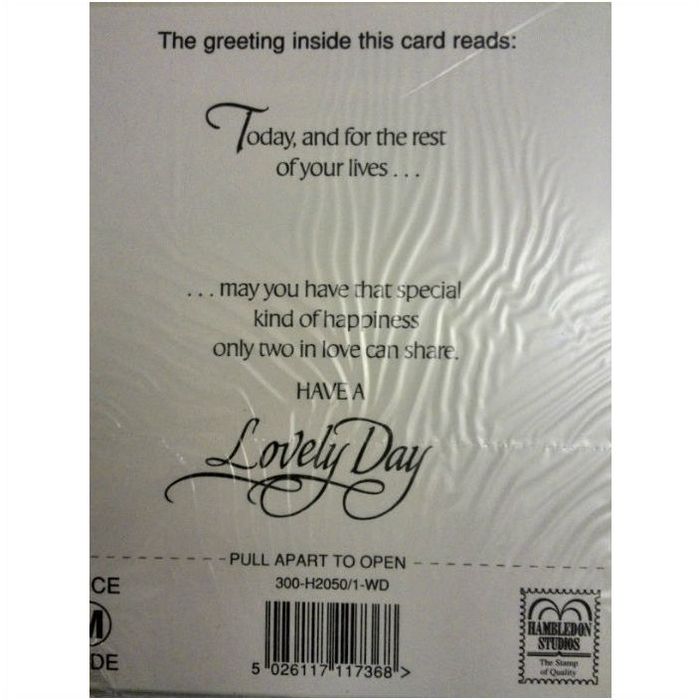 The greeting inside this card reads:
Today, and for the rest
of your lives . . .
. . . may you have that special
kind of happiness
only two in love can share.
HAVE A
Lovely Day
PULL APART TO OPEN
300-H2050/1-WD
CE
M
DE
5 026117 117368 >
HAMBLEDON
STUDIOS
The Stamp
of Quality